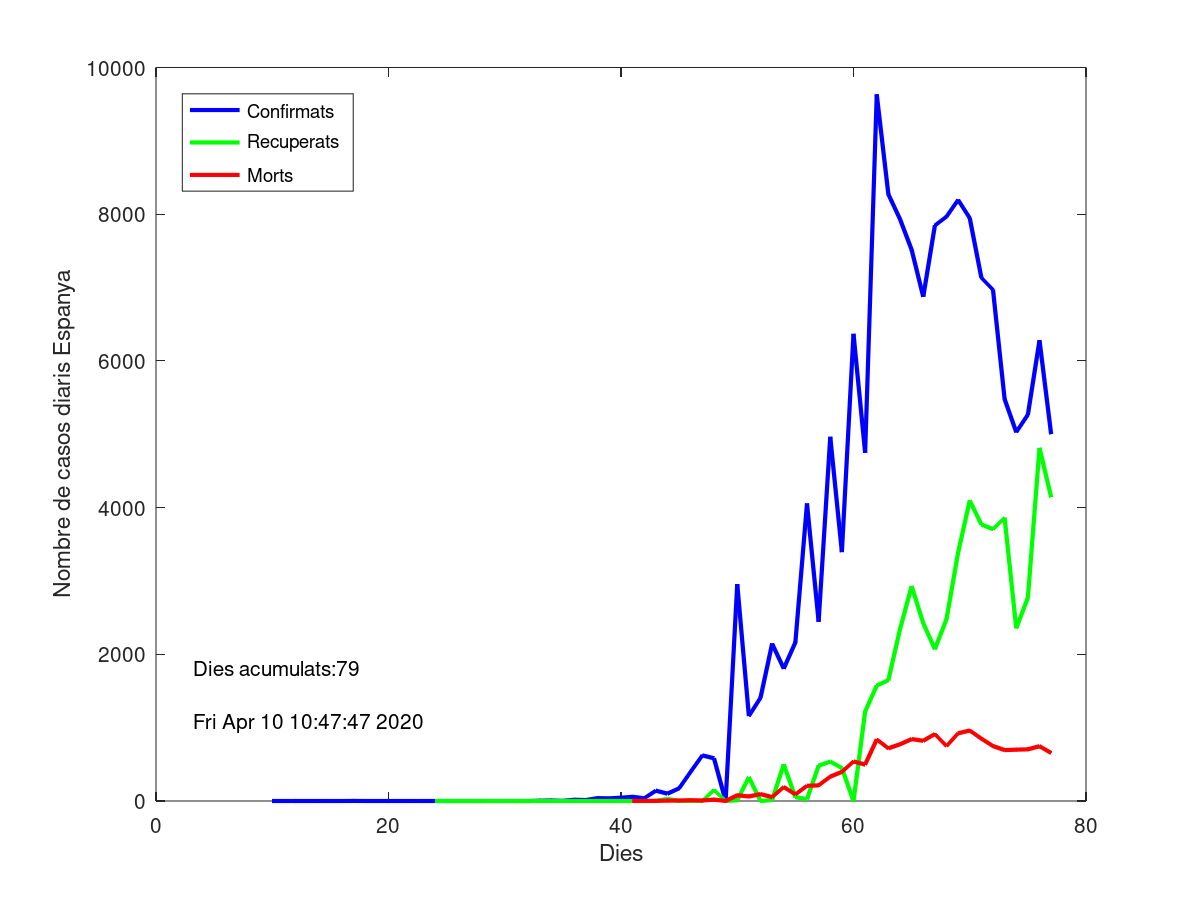 10000
8000
6000
4000
2000
0
Confirmats
Recuperats
Morts
Nombre de casos diaris Espanya
Dies acumulats:79
Fri Apr 10 10:47:47 2020
0
20
40
60
80
Dies